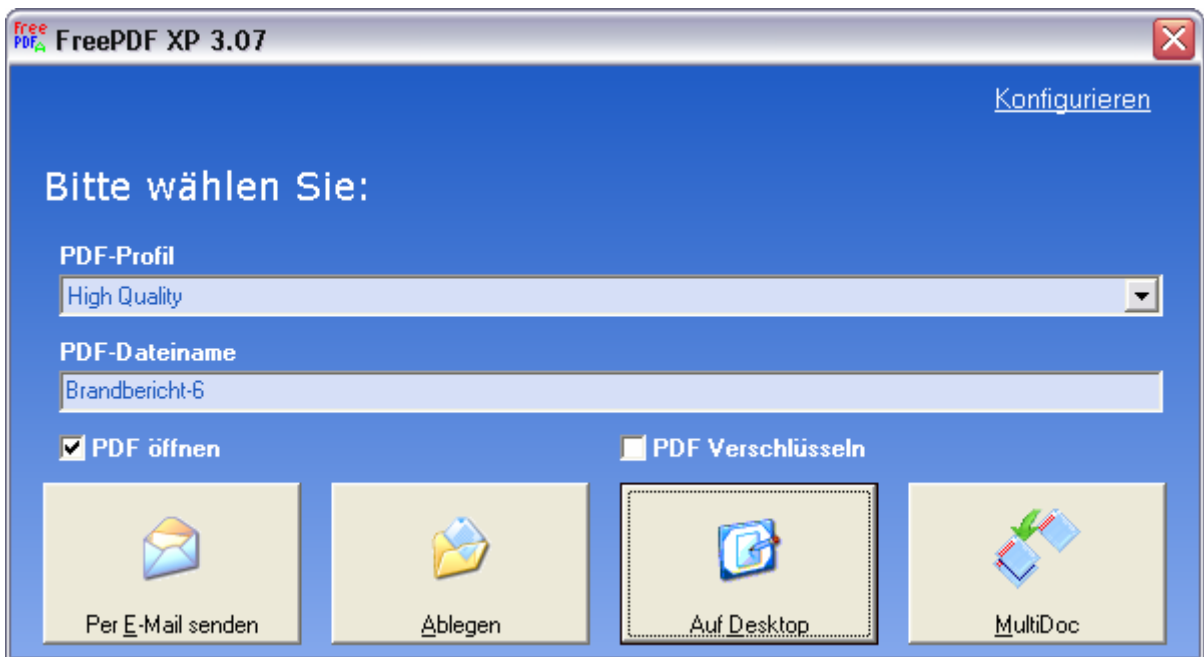 Free
PDF
FreePDF XP 3.07
Konfigurieren
Bitte wählen Sie:
PDF-Profil
High Quality
PDF-Dateiname
Brandbericht-6
PDF öffnen
PDF Verschlüsseln
Per E-Mail senden
Ablegen
Auf Desktop
MultiDoc